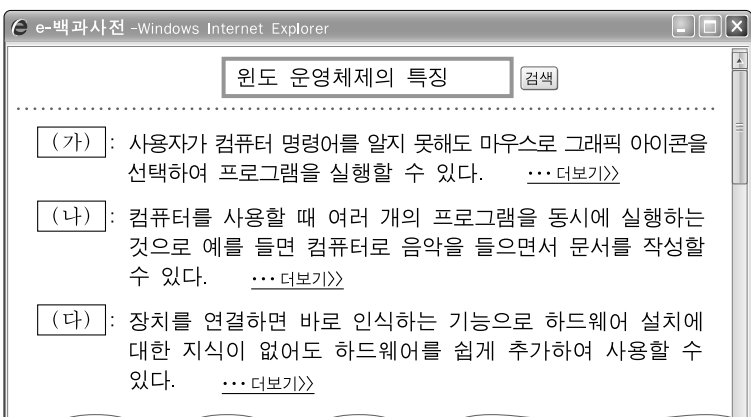 e-백과사전 -Windows Internet Explorer
윈도 운영체제의 특징 검색
(가) : 사용자가 컴퓨터 명령어를 알지 못해도 마우스로 그래픽 아이콘을
선택하여 프로그램을 실행할 수 있다. ···더보기》
(나) : 컴퓨터를 사용할 때 여러 개의 프로그램을 동시에 실행하는
것으로 예를 들면 컴퓨터로 음악을 들으면서 문서를 작성할
수 있다. ···더보기》
(다) : 장치를 연결하면 바로 인식하는 기능으로 하드웨어 설치에
대한 지식이 없어도 하드웨어를 쉽게 추가하여 사용할 수
있다. ···더보기》